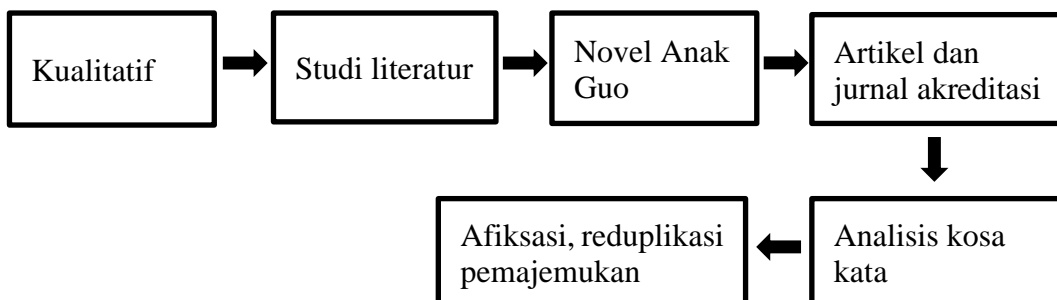 Kualitatif
Studi literatur
Novel Anak
Guo
Artikel dan
jurnal akreditasi
Analisis kosa
kata
Afiksasi, reduplikasi
pemajemukan